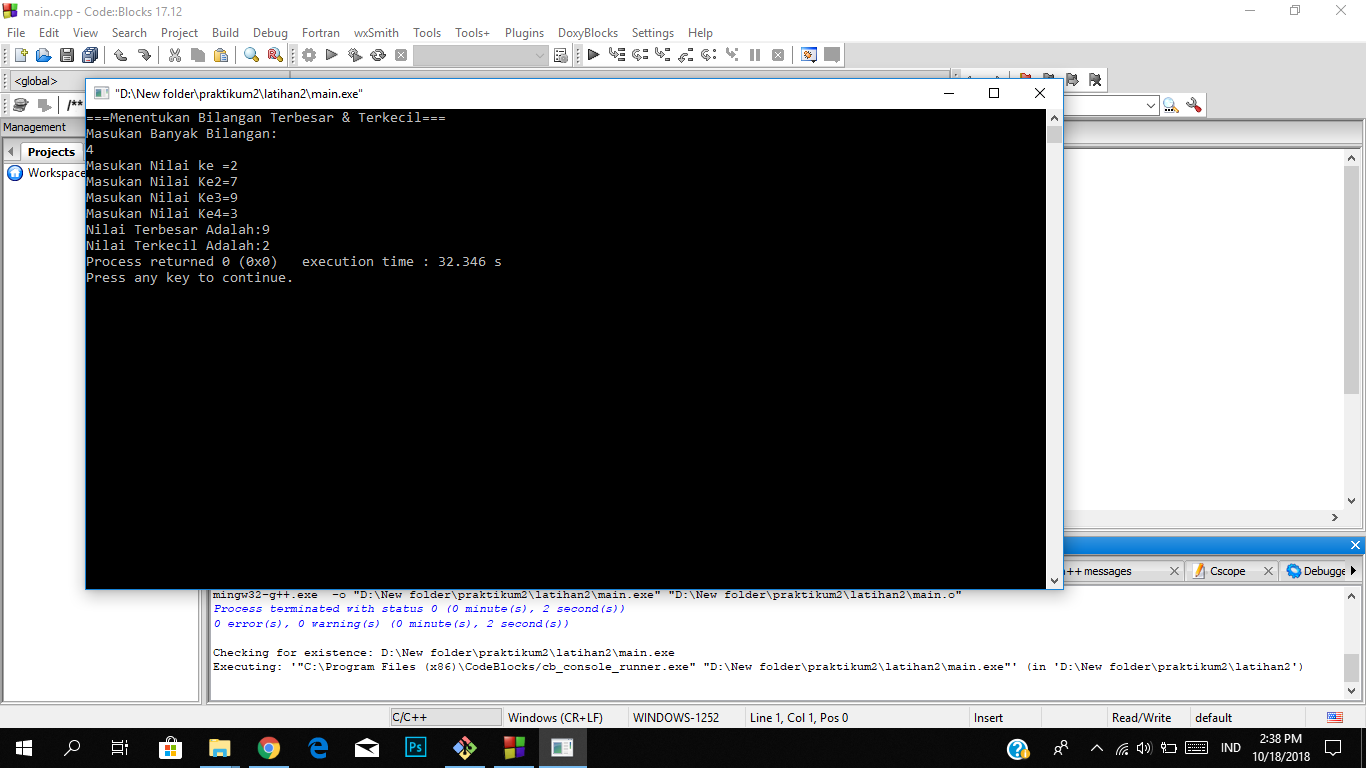 main.cpp - Code::Blocks 17.12
File Edit View Search Project Build Debug Fortran wxSmith Tools Tools+ Plugins DoxyBlocks Settings Help
<global>
/**
Management
Projects
Workspace
"D:\New folder\praktikum2\latihan2\main.exe"
===Menentukan Bilangan Terbesar & Terkecil===
Masukan Banyak Bilangan:
4
Masukan Nilai ke =2
Masukan Nilai Ke2=7
Masukan Nilai Ke3=9
Masukan Nilai Ke4=3
Nilai Terbesar Adalah:9
Nilai Terkecil Adalah:2
Process returned 0 (0x0)   execution time : 32.346 s
Press any key to continue.
++ messages Cscope Debugge
mingw32-g++.exe  -o "D:\New folder\praktikum2\latihan2\main.exe" "D:\New folder\praktikum2\latihan2\main.o"
Process terminated with status 0 (0 minute(s), 2 second(s))
0 error(s), 0 warning(s) (0 minute(s), 2 second(s))
Checking for existence: D:\New folder\praktikum2\latihan2\main.exe
Executing: '"C:\Program Files (x86)\CodeBlocks/cb_console_runner.exe" "D:\New folder\praktikum2\latihan2\main.exe"' (in 'D:\New folder\praktikum2\latihan2')
C/C++ Windows (CR+LF) WINDOWS-1252 Line 1, Col 1, Pos 0 Insert Read/Write default
Ps
IND
2:38 PM
10/18/2018